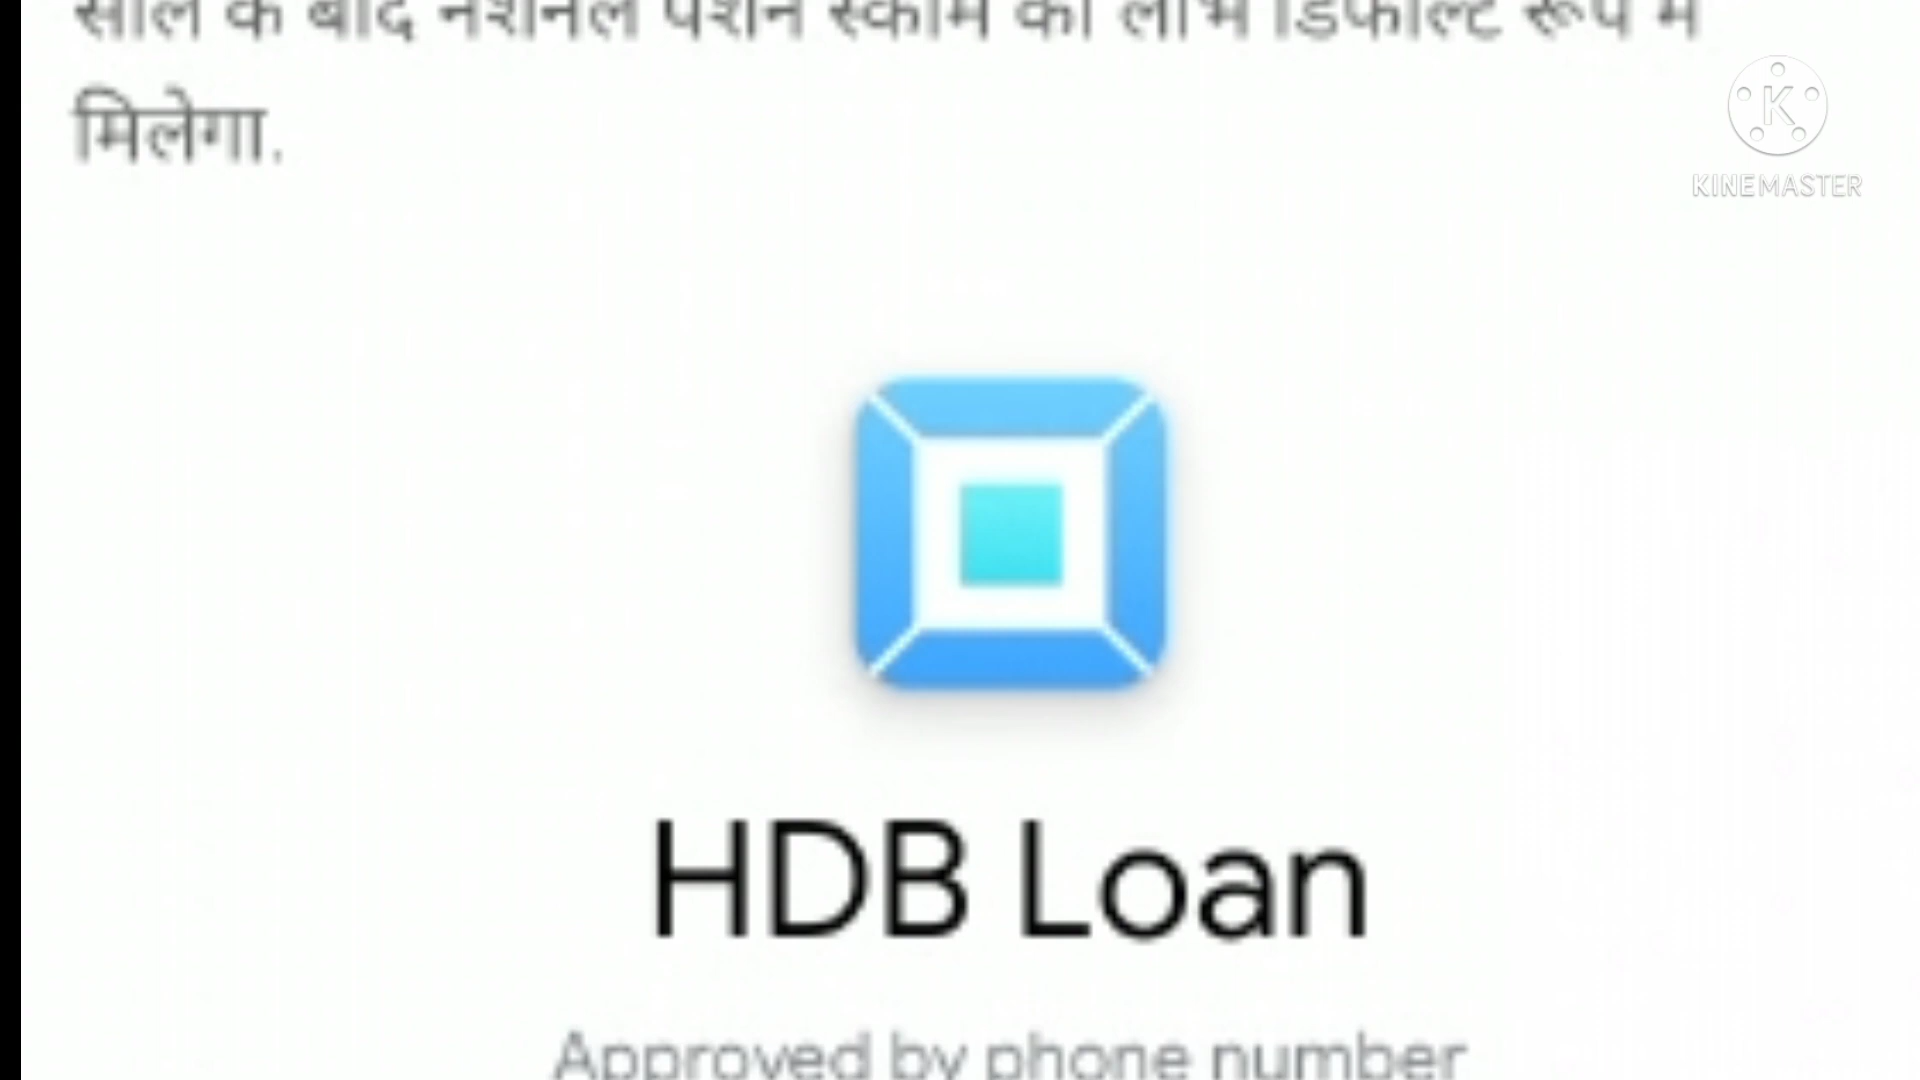 साल के बाद नेशनल पेंशन स्कीम का लाभ डिफॉल्ट रूप में
मिलेगा.
K
KINEMASTER
HDB Loan
Approved by phone number